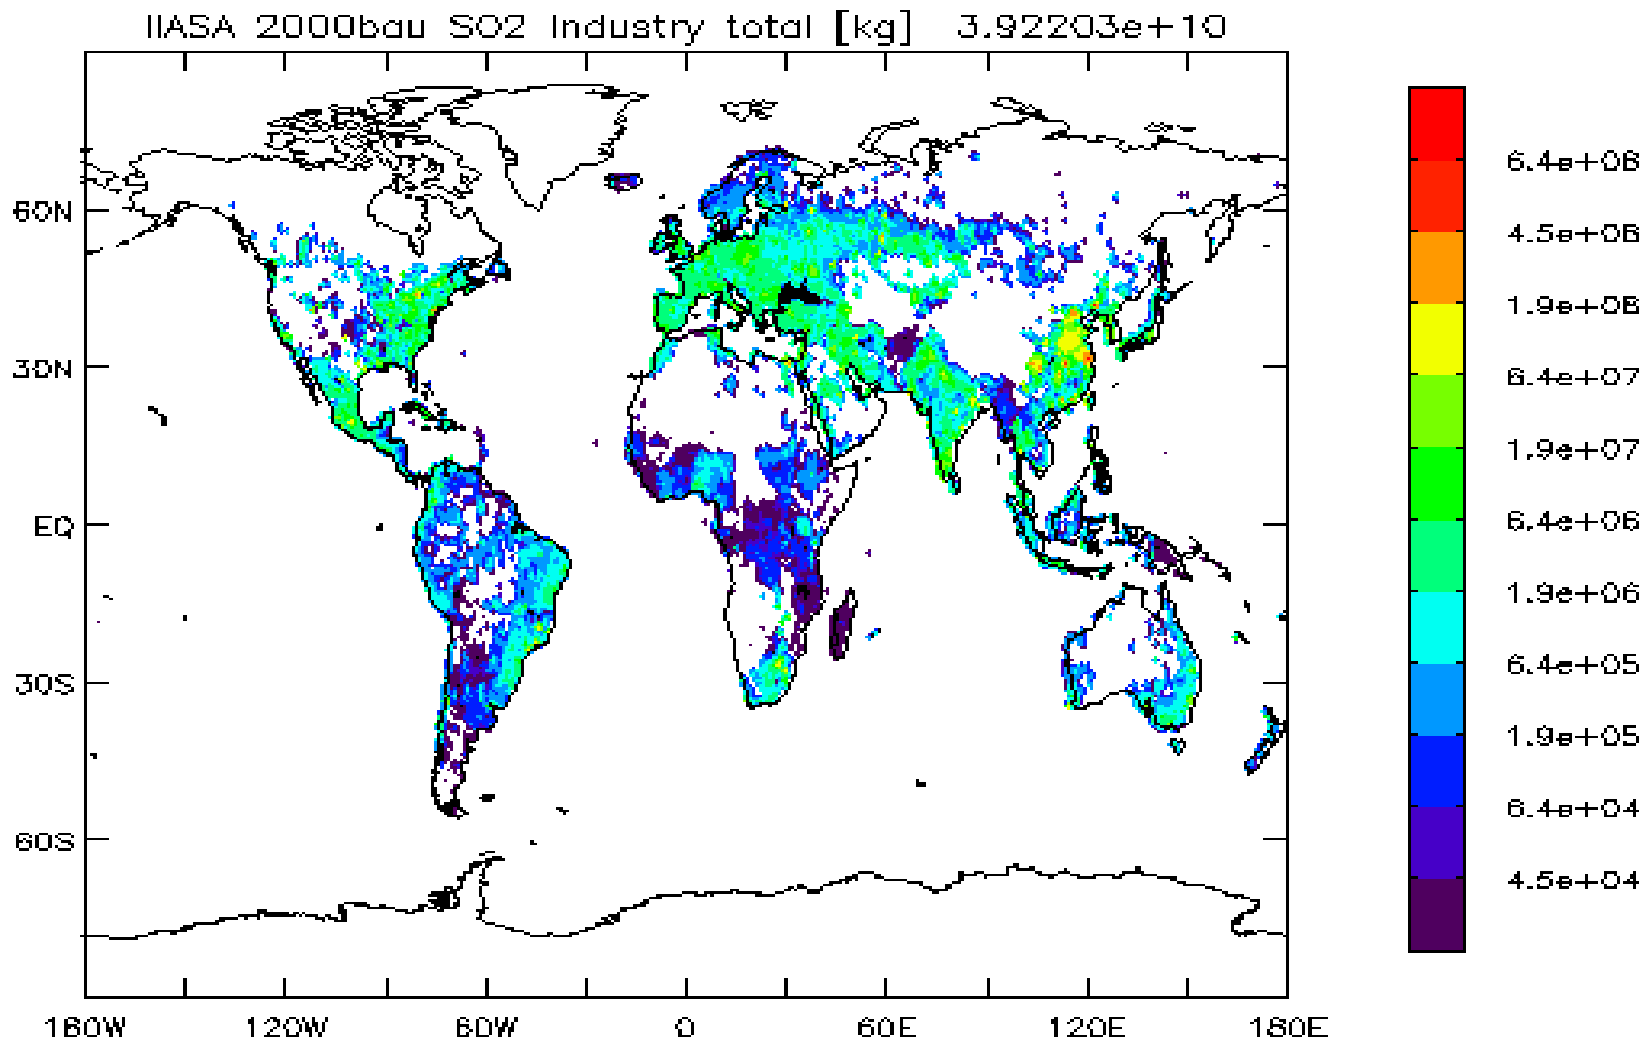 IIASA 2000bau SO2 Industry total [kg] 3.92203e+10
60N
30N
EQ
30S
60S
180W
120W
60W
0
60E
120E
180E
6.4e+08
4.5e+08
1.9e+08
6.4e+07
1.9e+07
6.4e+06
1.9e+06
6.4e+05
1.9e+05
6.4e+04
4.5e+04